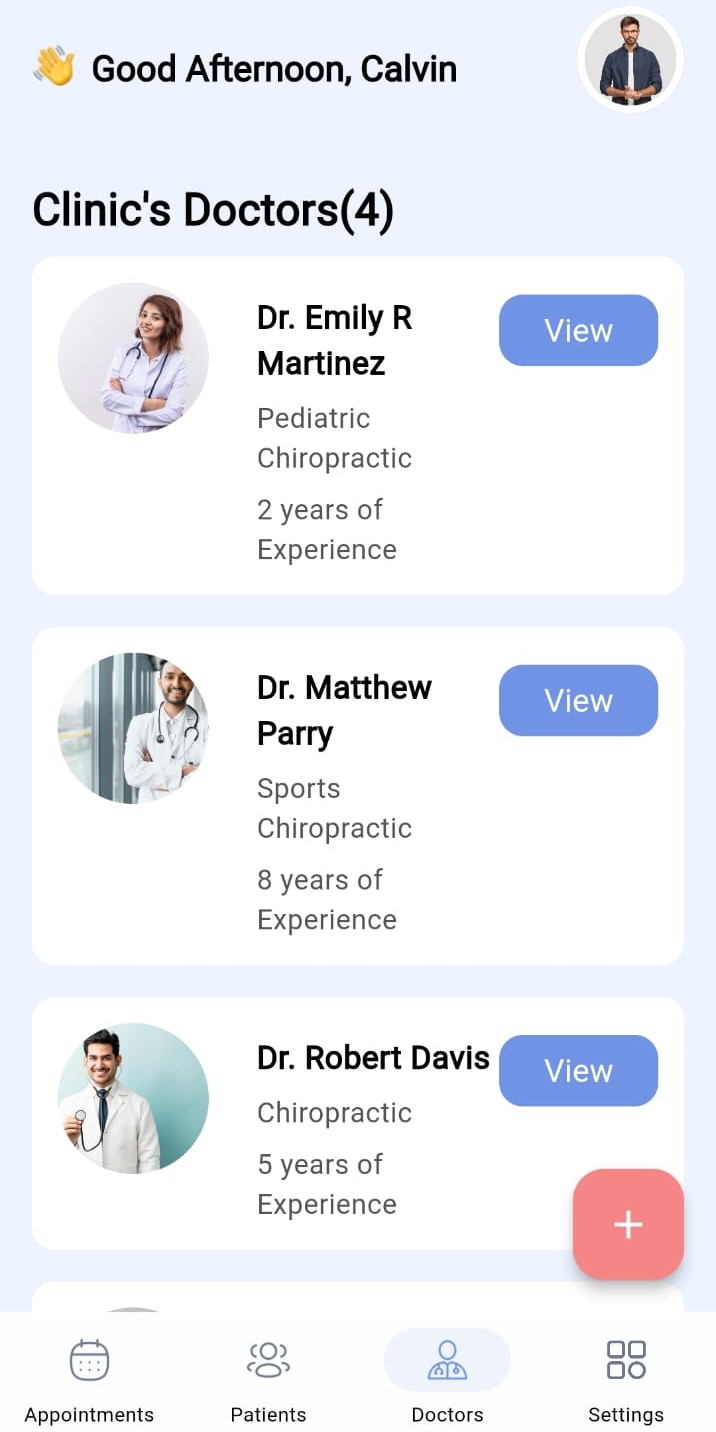 👋 Good Afternoon, Calvin
Clinic's Doctors(4)
Dr. Emily R
Martinez
View
Pediatric
Chiropractic
2 years of
Experience
Dr. Matthew
Parry
View
Sports
Chiropractic
8 years of
Experience
Dr. Robert Davis
View
Chiropractic
5 years of
Experience
+
Appointments
Patients
Doctors
Settings